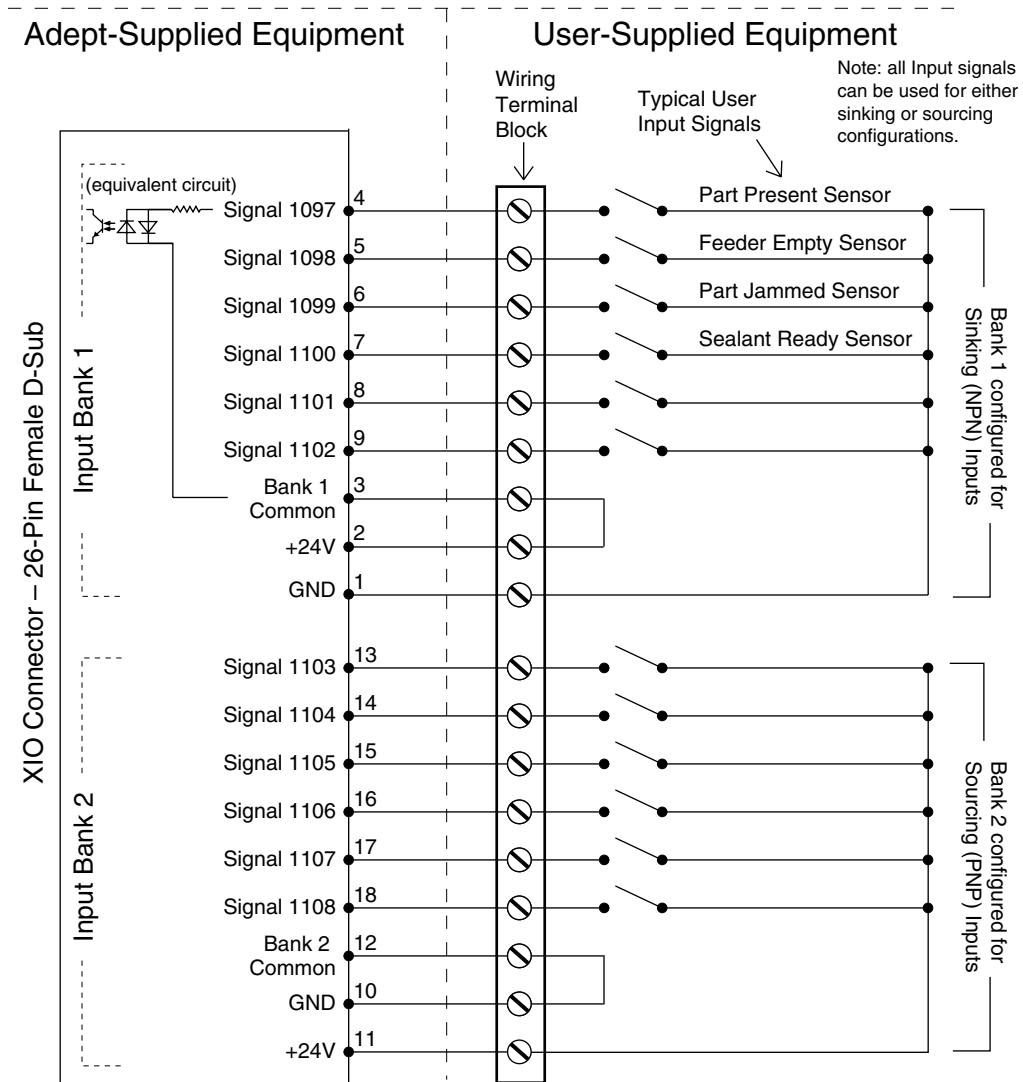 Adept-Supplied Equipment
User-Supplied Equipment
Note: all Input signals
can be used for either
sinking or sourcing
configurations.
Wiring
Terminal
Block
Typical User
Input Signals
XIO Connector – 26-Pin Female D-Sub
Input Bank 1
(equivalent circuit)
Signal 1097 4 Part Present Sensor
Signal 1098 5 Feeder Empty Sensor
Signal 1099 6 Part Jammed Sensor
Signal 1100 7 Sealant Ready Sensor
Signal 1101 8
Signal 1102 9
Bank 1
Common 3
+24V 2
GND 1
Bank 1 configured for
Sinking (NPN) Inputs
Input Bank 2
Signal 1103 13
Signal 1104 14
Signal 1105 15
Signal 1106 16
Signal 1107 17
Signal 1108 18
Bank 2
Common 12
GND 10
+24V 11
Bank 2 configured for
Sourcing (PNP) Inputs